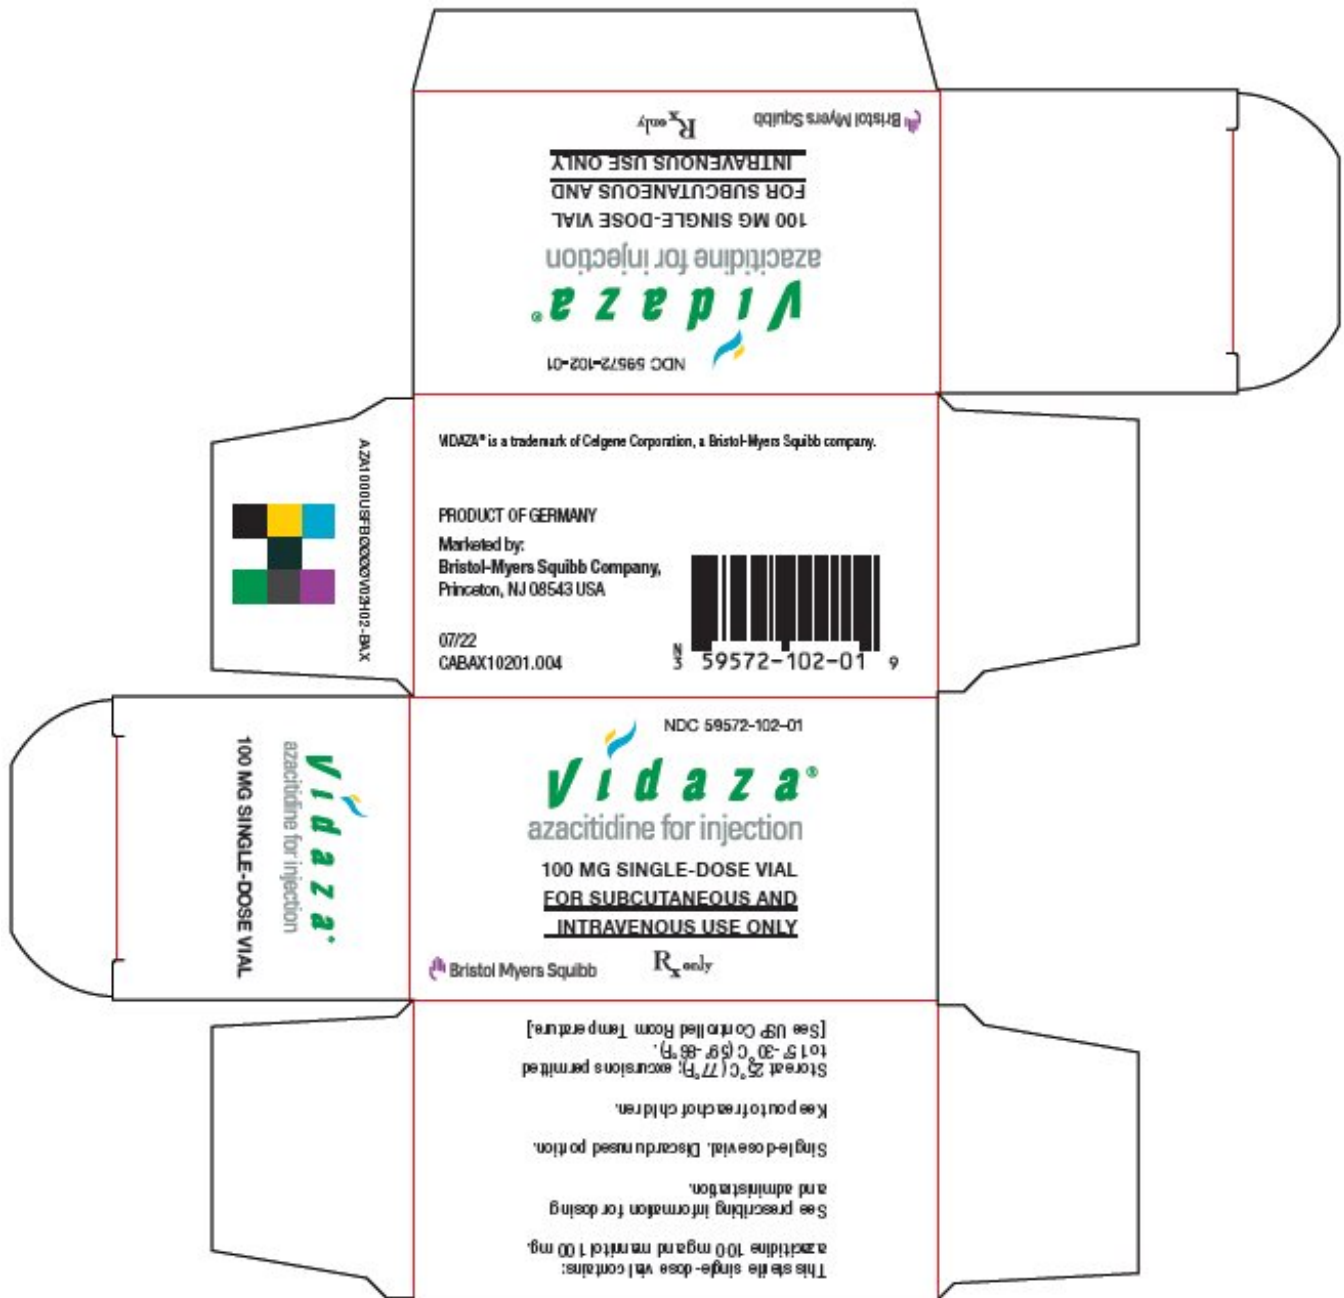 Bristol Myers Squibb
Rx only
INTRAVENOUS USE ONLY
FOR SUBCUTANEOUS AND
100 MG SINGLE-DOSE VIAL
azacitidine for injection
Vidaza®
NDC 59572-102-01
AZA1000USFBØØØØV02H02-BAX
VIDAZA® is a trademark of Celgene Corporation, a Bristol-Myers Squibb company.
PRODUCT OF GERMANY
Marketed by:
Bristol-Myers Squibb Company,
Princeton, NJ 08543 USA
07/22
CABAX10201.004
N
3 59572-102-01 9
Vidaza®
azacitidine for injection
100 MG SINGLE-DOSE VIAL
NDC 59572-102-01
Vidaza®
azacitidine for injection
100 MG SINGLE-DOSE VIAL
FOR SUBCUTANEOUS AND
INTRAVENOUS USE ONLY
Bristol Myers Squibb
Rx only
This sterile single-dose vial contains:
azacitidine 100 mg and mannitol 100 mg.
See prescribing information for dosing
and administration.
Single-dose vial. Discard unused portion.
Keep out of reach of children.
Store at 25°C (77°F); excursions permitted
to 15°-30°C (59°-86°F).
[See USP Controlled Room Temperature.]